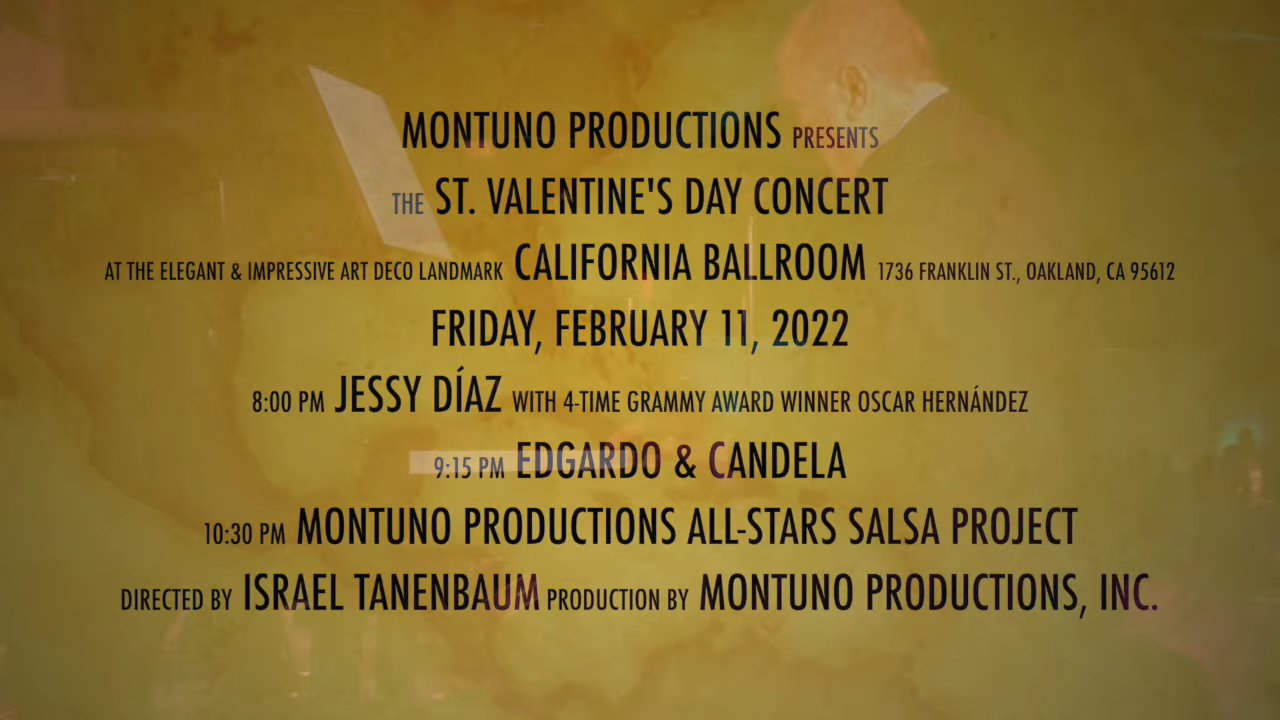 MONTUNO PRODUCTIONS PRESENTS
THE ST. VALENTINE'S DAY CONCERT
AT THE ELEGANT & IMPRESSIVE ART DECO LANDMARK CALIFORNIA BALLROOM 1736 FRANKLIN ST., OAKLAND, CA 95612
FRIDAY, FEBRUARY 11, 2022
8:00 PM JESSY DÍAZ WITH 4-TIME GRAMMY AWARD WINNER OSCAR HERNÁNDEZ
9:15 PM EDGARDO & CANDELA
10:30 PM MONTUNO PRODUCTIONS ALL-STARS SALSA PROJECT
DIRECTED BY ISRAEL TANENBAUM PRODUCTION BY MONTUNO PRODUCTIONS, INC.